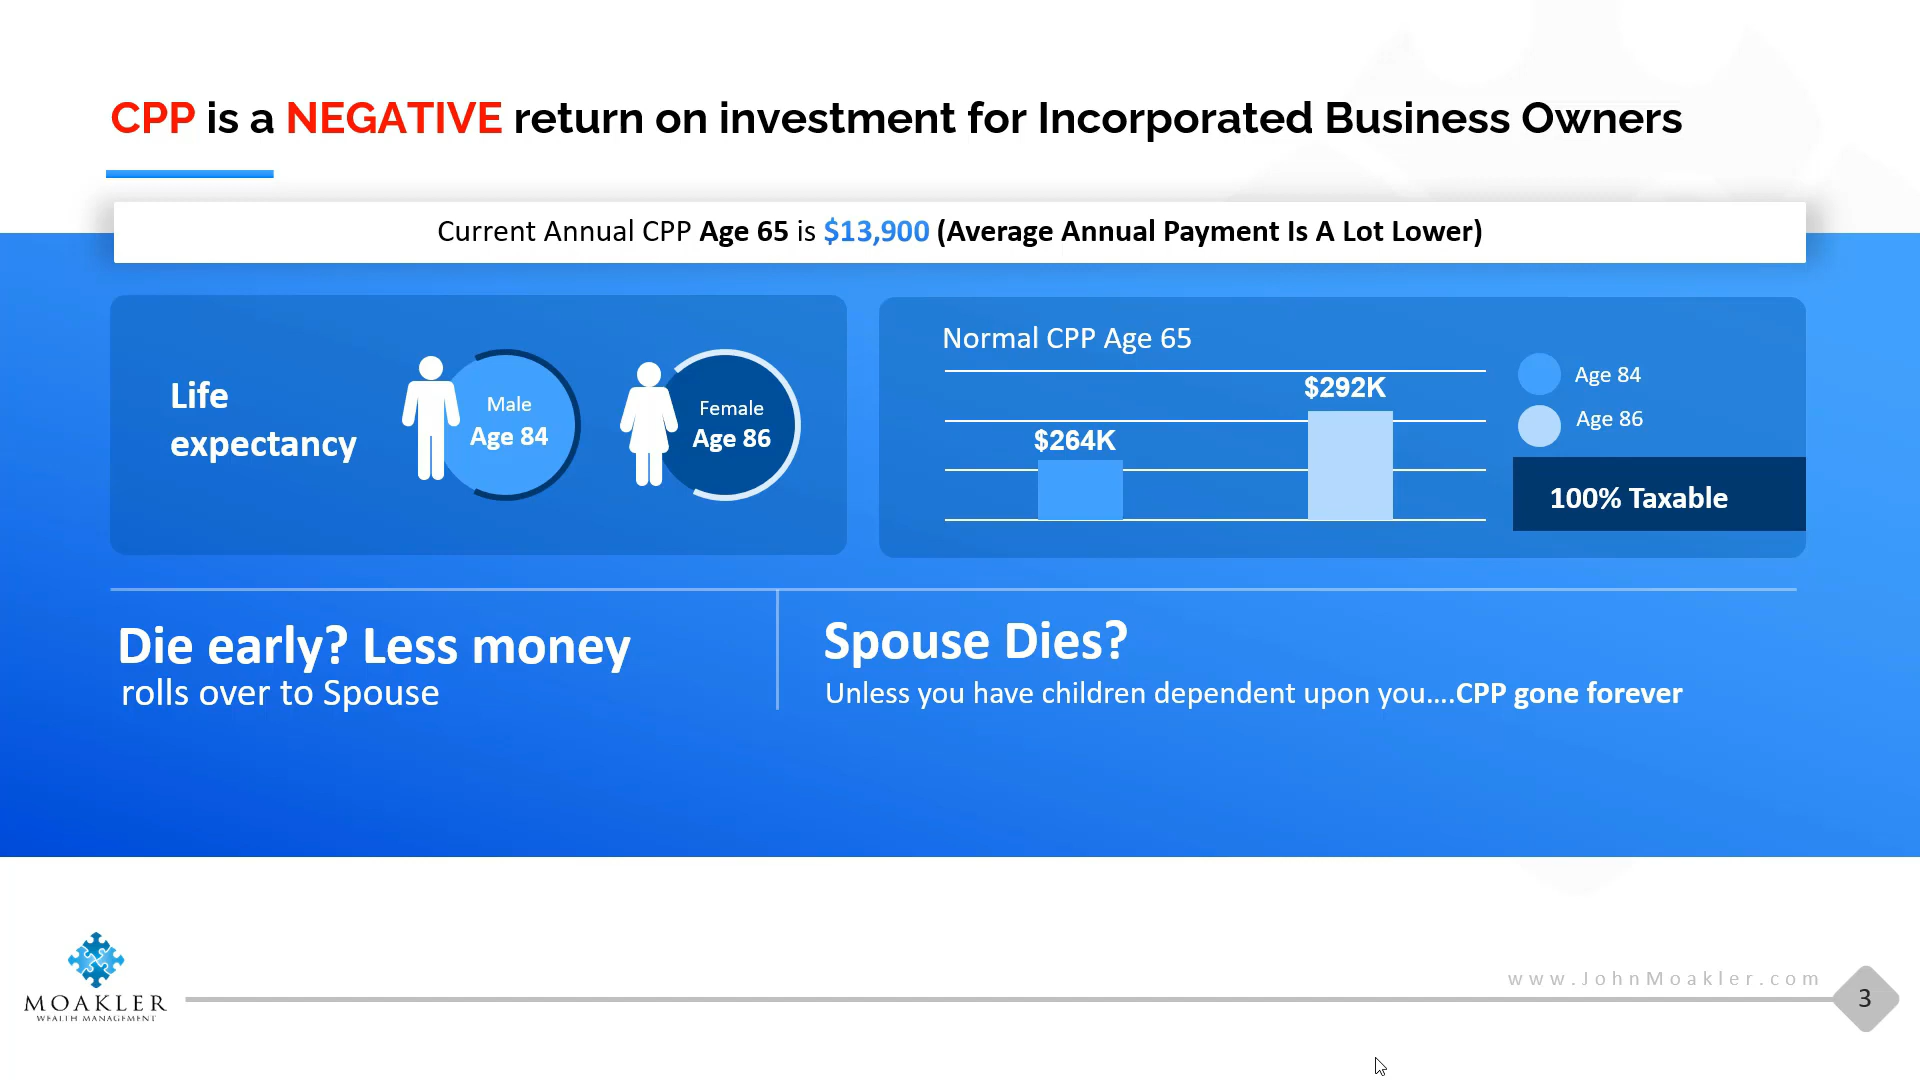 CPP is a NEGATIVE return on investment for Incorporated Business Owners
Current Annual CPP Age 65 is $13,900 (Average Annual Payment Is A Lot Lower)
Life
expectancy
Male
Age 84
Female
Age 86
Normal CPP Age 65
$264K
$292K
Age 84
Age 86
100% Taxable
Die early? Less money
rolls over to Spouse
Spouse Dies?
Unless you have children dependent upon you....CPP gone forever
MOAKLER
WEALTH MANAGEMENT
www.JohnMoakler.com
3